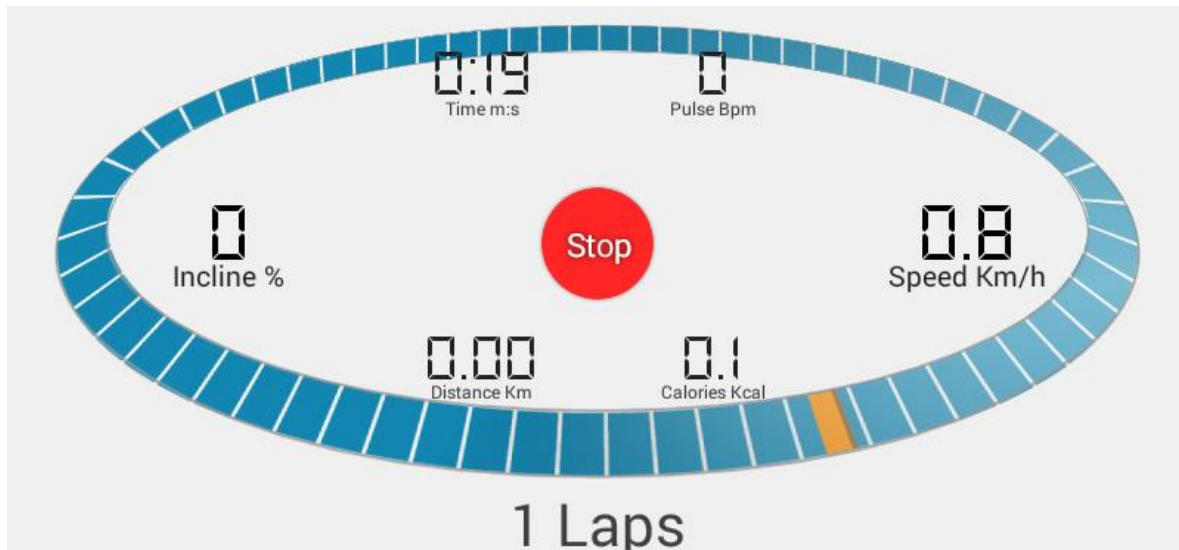 0:19
Time m:s
0
Pulse Bpm
0
Incline %
Stop
0.8
Speed Km/h
0.00
Distance Km
0.1
Calories Kcal
1 Laps